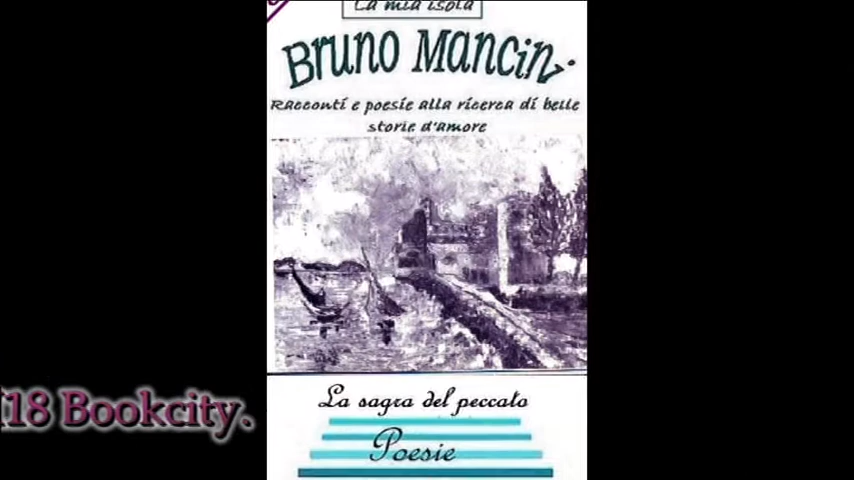 La mia isola
Bruno Mancini
Racconti e poesie alla ricerca di belle
storie d'amore
La sagra del peccato
Poesie
18 Bookcity.